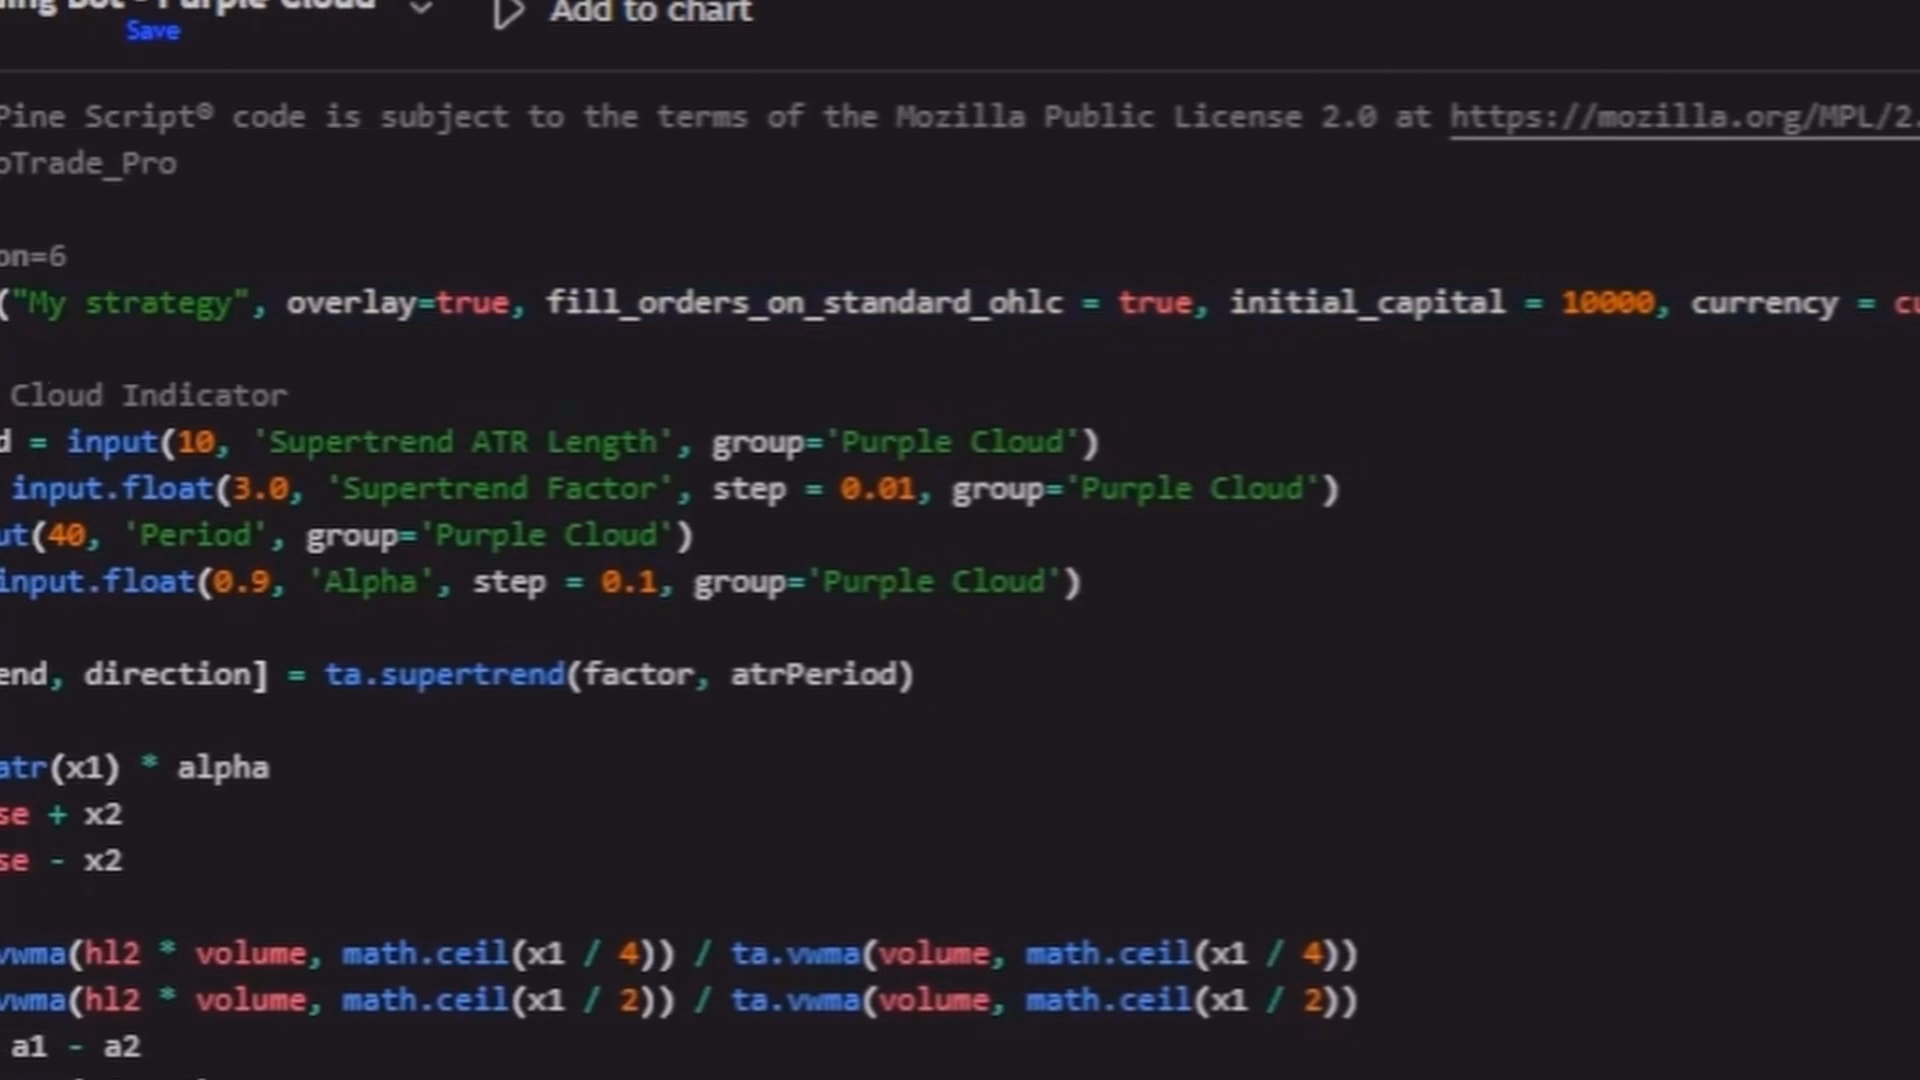 Purple Cloud
Add to chart
Save
Pine Script® code is subject to the terms of the Mozilla Public License 2.0 at https://mozilla.org/MPL/2.
oTrade_Pro
on=6
("My strategy", overlay=true, fill_orders_on_standard_ohlc = true, initial_capital = 10000, currency = cu
Cloud Indicator
d = input(10, 'Supertrend ATR Length', group='Purple Cloud')
input.float(3.0, 'Supertrend Factor', step = 0.01, group='Purple Cloud')
ut(40, 'Period', group='Purple Cloud')
input.float(0.9, 'Alpha', step = 0.1, group='Purple Cloud')
end, direction] = ta.supertrend(factor, atrPeriod)
atr(x1) * alpha
se + x2
se - x2
vwma(hl2 * volume, math.ceil(x1 / 4)) / ta.vwma(volume, math.ceil(x1 / 4))
vwma(hl2 * volume, math.ceil(x1 / 2)) / ta.vwma(volume, math.ceil(x1 / 2))
a1 - a2